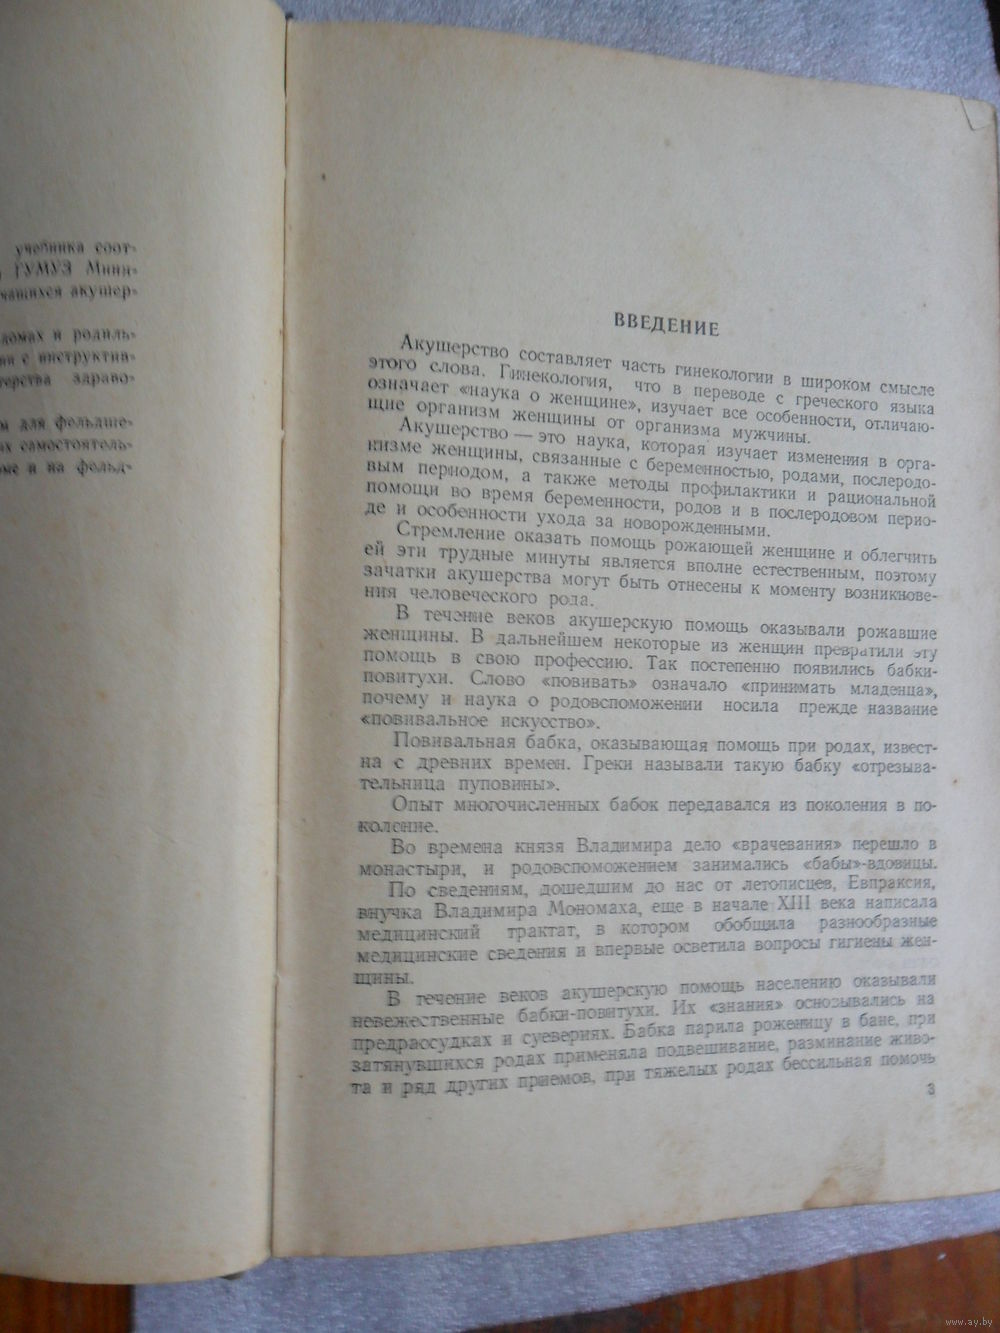 учебника соот-
ГУМУЗ Мини-
чащихся акушер-
домах и родиль-
с инструктив-
здраво-
для фельдше-
самостоятель-
и на фельд-
ВВЕДЕНИЕ
Акушерство составляет часть гинекологии в широком смысле
этого слова. Гинекология, что в переводе с греческого языка
означает «наука о женщине», изучает все особенности, отличаю-
щие организм женщины от организма мужчины.
Акушерство — это наука, которая изучает изменения в орга-
низме женщины, связанные с беременностью, родами, послеродо-
вым периодом, а также методы профилактики и рациональной
помощи во время беременности, родов и в послеродовом перио-
де и особенности ухода за новорожденными.
Стремление оказать помощь рожающей женщине и облегчить
ей эти трудные минуты является вполне естественным, поэтому
зачатки акушерства могут быть отнесены к моменту возникнове-
ния человеческого рода.
В течение веков акушерскую помощь оказывали рожавшие
женщины. В дальнейшем некоторые из женщин превратили эту
помощь в свою профессию. Так постепенно появились бабки-
повитухи. Слово «повивать» означало «принимать младенца»,
почему и наука о родовспоможении носила прежде название
«повивальное искусство».
Повивальная бабка, оказывающая помощь при родах, извест-
на с древних времен. Греки называли такую бабку «отрезыва-
тельница пуповины».
Опыт многочисленных бабок передавался из поколения в по-
коление.
Во времена князя Владимира дело «врачевания» перешло в
монастыри, и родовспоможением занимались «бабы»-вдовицы.
По сведениям, дошедшим до нас от летописцев, Евпраксия,
внучка Владимира Мономаха, еще в начале XIII века написала
медицинский трактат, в котором обобщила разнообразные
медицинские сведения и впервые осветила вопросы гигиены жен-
щины.
В течение веков акушерскую помощь населению оказывали
невежественные бабки-повитухи. Их «знания» основывались на
предрассудках и суевериях. Бабка парила роженицу в бане, при
затянувшихся родах применяла подвешивание, разминание живо-
та и ряд других приемов, при тяжелых родах бессильная помочь
3
www.ay.by